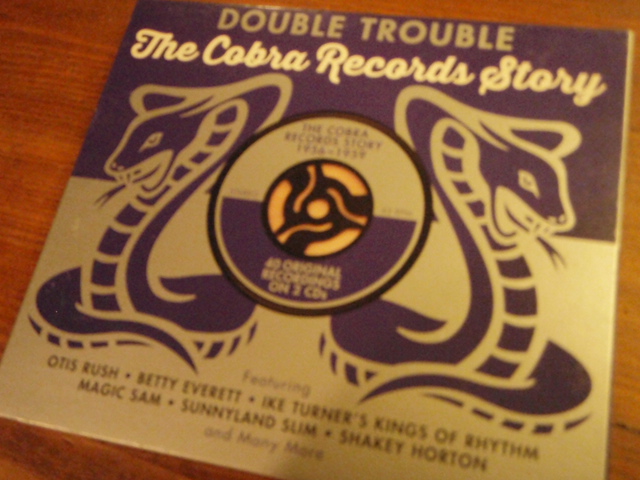 DOUBLE TROUBLE
The Cobra Records Story
THE COBRA
RECORDS STORY
1956-1959
40 ORIGINAL
RECORDINGS
ON 2 CDs
Featuring
OTIS RUSH • BETTY EVERETT • IKE TURNER'S KINGS OF RHYTHM
MAGIC SAM • SUNNYLAND SLIM • SHAKEY HORTON
and Many More